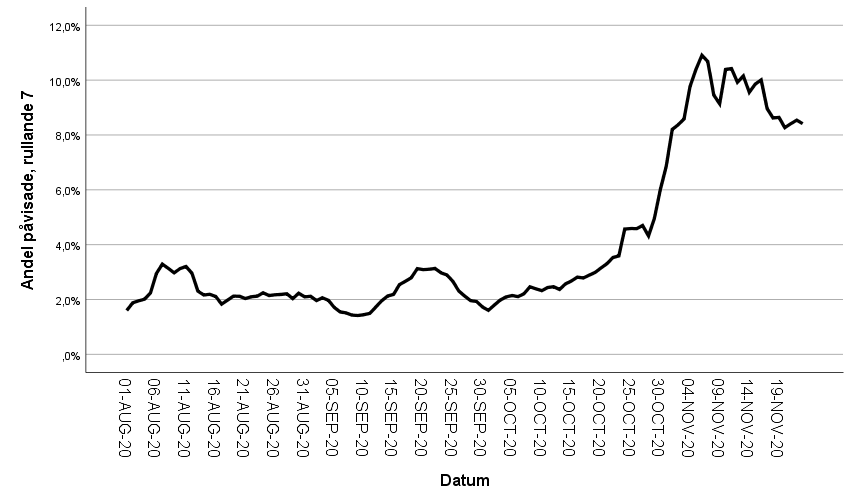 12,0%
10,0%
8,0%
6,0%
4,0%
2,0%
,0%
Andel påvisade, rullande 7
01-AUG-20
06-AUG-20
11-AUG-20
16-AUG-20
21-AUG-20
26-AUG-20
31-AUG-20
05-SEP-20
10-SEP-20
15-SEP-20
20-SEP-20
25-SEP-20
30-SEP-20
05-OCT-20
10-OCT-20
15-OCT-20
20-OCT-20
25-OCT-20
30-OCT-20
04-NOV-20
09-NOV-20
14-NOV-20
19-NOV-20
Datum